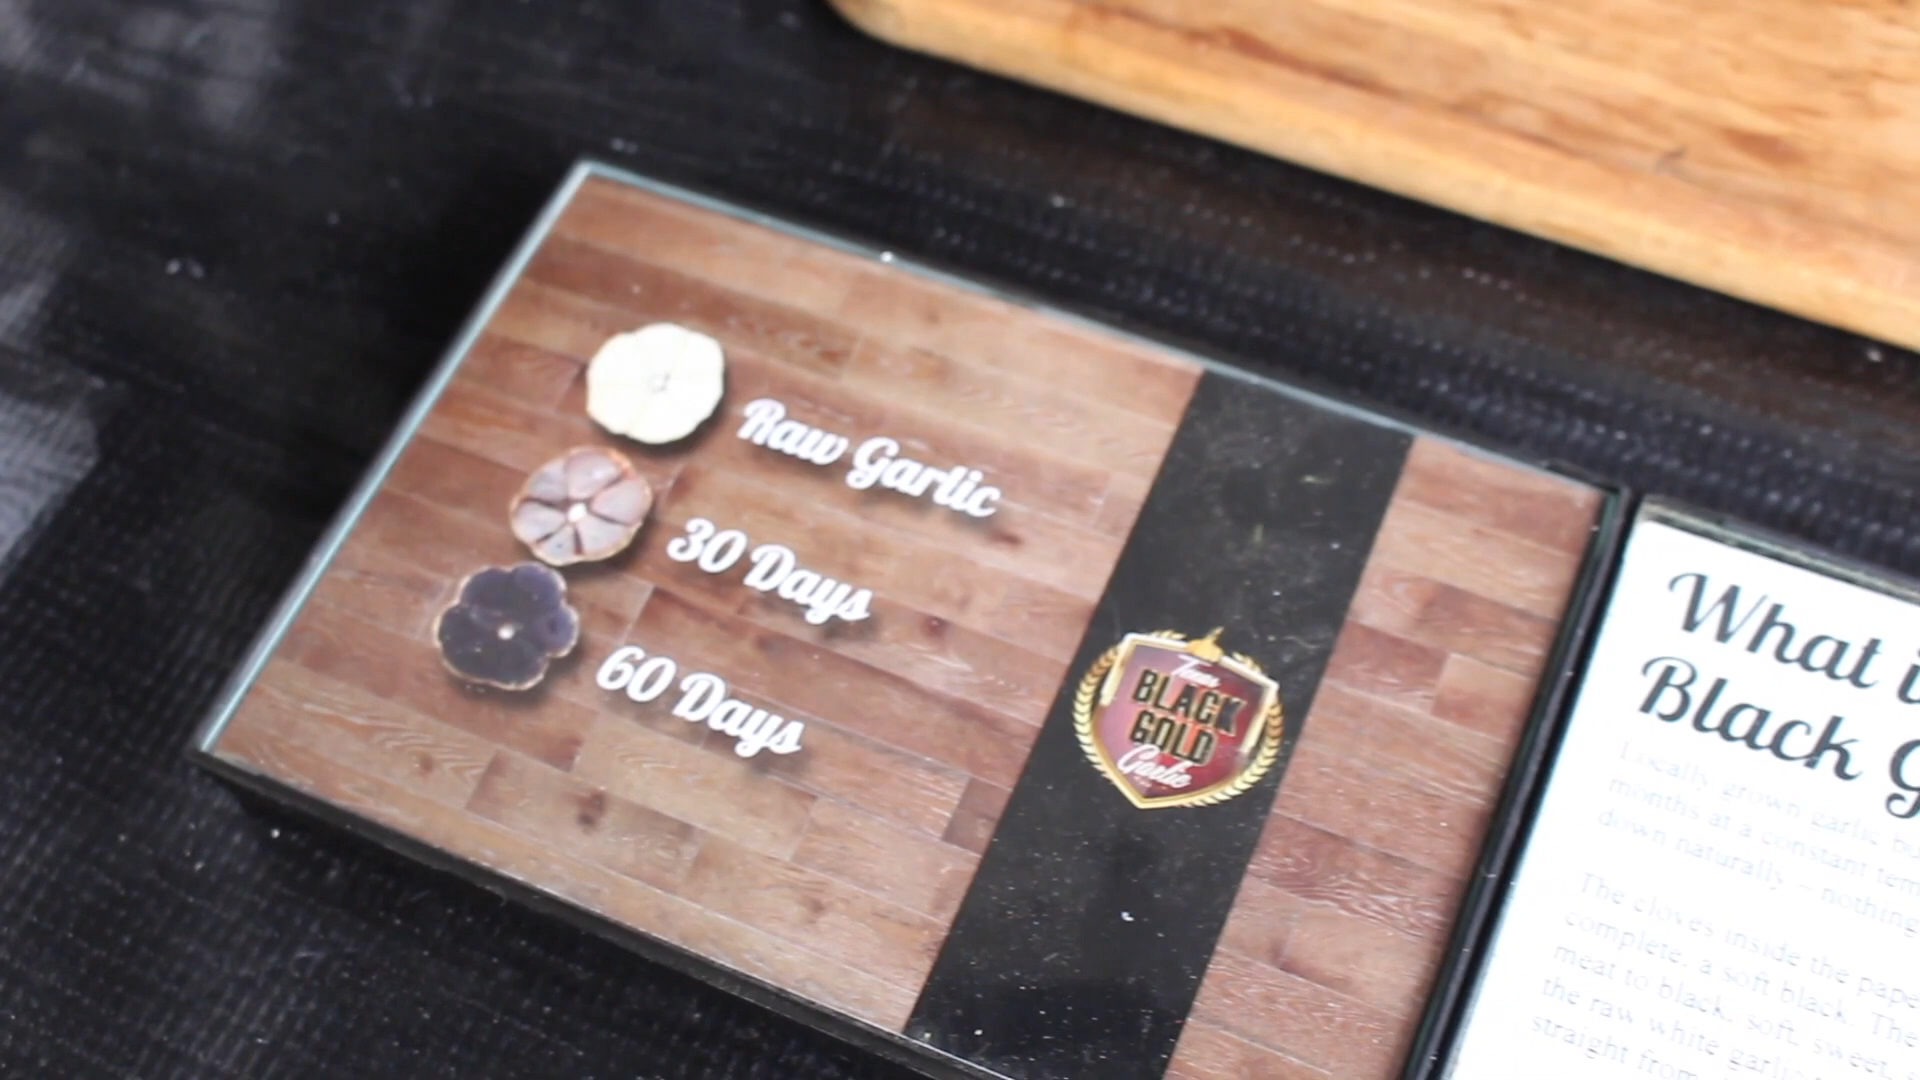 Raw Garlic
30 Days
60 Days
Texas
BLACK
GOLD
Garlic
What i
Black G
Locally grown garlic bu
months at a constant tem
down naturally – nothing
The cloves inside the pape
complete, a soft black. The
meat to black, soft, sweet,
the raw white garlic
straight from